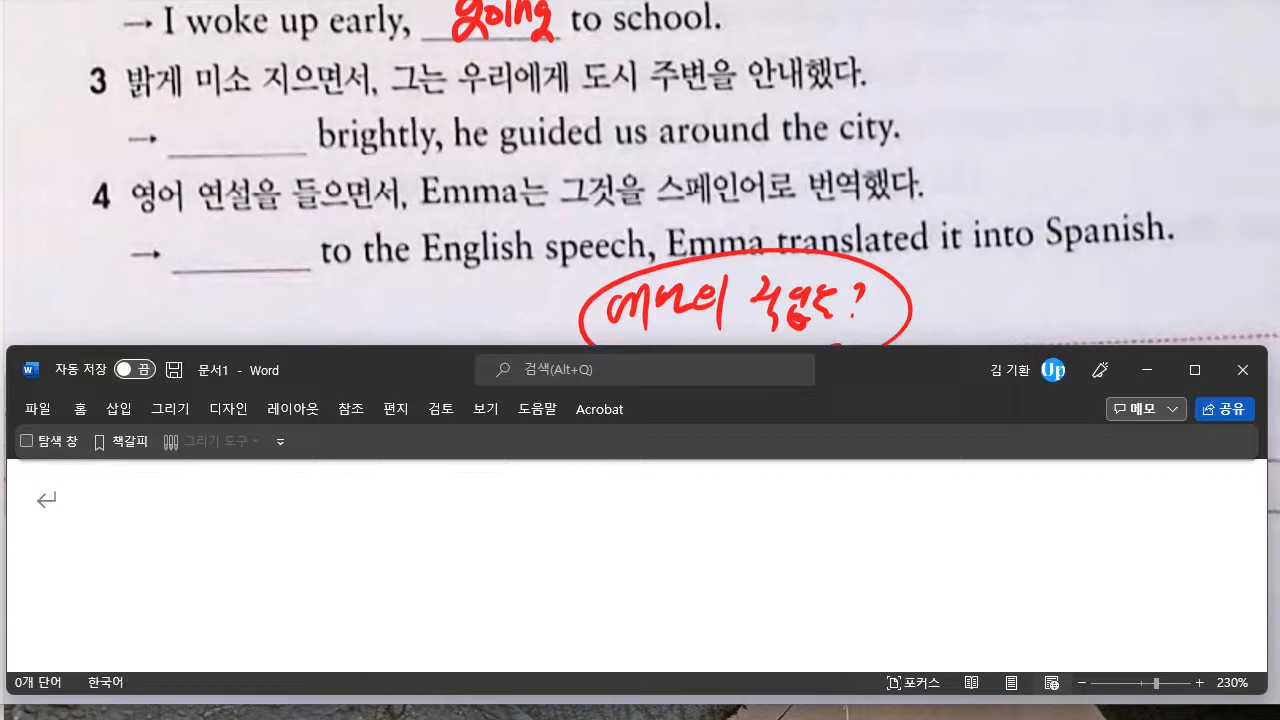 → I woke up early, going to school.
3 밝게 미소 지으면서, 그는 우리에게 도시 주변을 안내했다.
→ ________ brightly, he guided us around the city.
4 영어 연설을 들으면서, Emma는 그것을 스페인어로 번역했다.
→ ________ to the English speech, Emma translated it into Spanish.
직업은?
자동 저장 끔 문서1 - Word 검색(Alt+Q) 김 기환 Up
파일 홈 삽입 그리기 디자인 레이아웃 참조 편지 검토 보기 도움말 Acrobat 메모 공유
탐색 창 책갈피 그리기 도구
0개 단어 한국어 포커스 230%